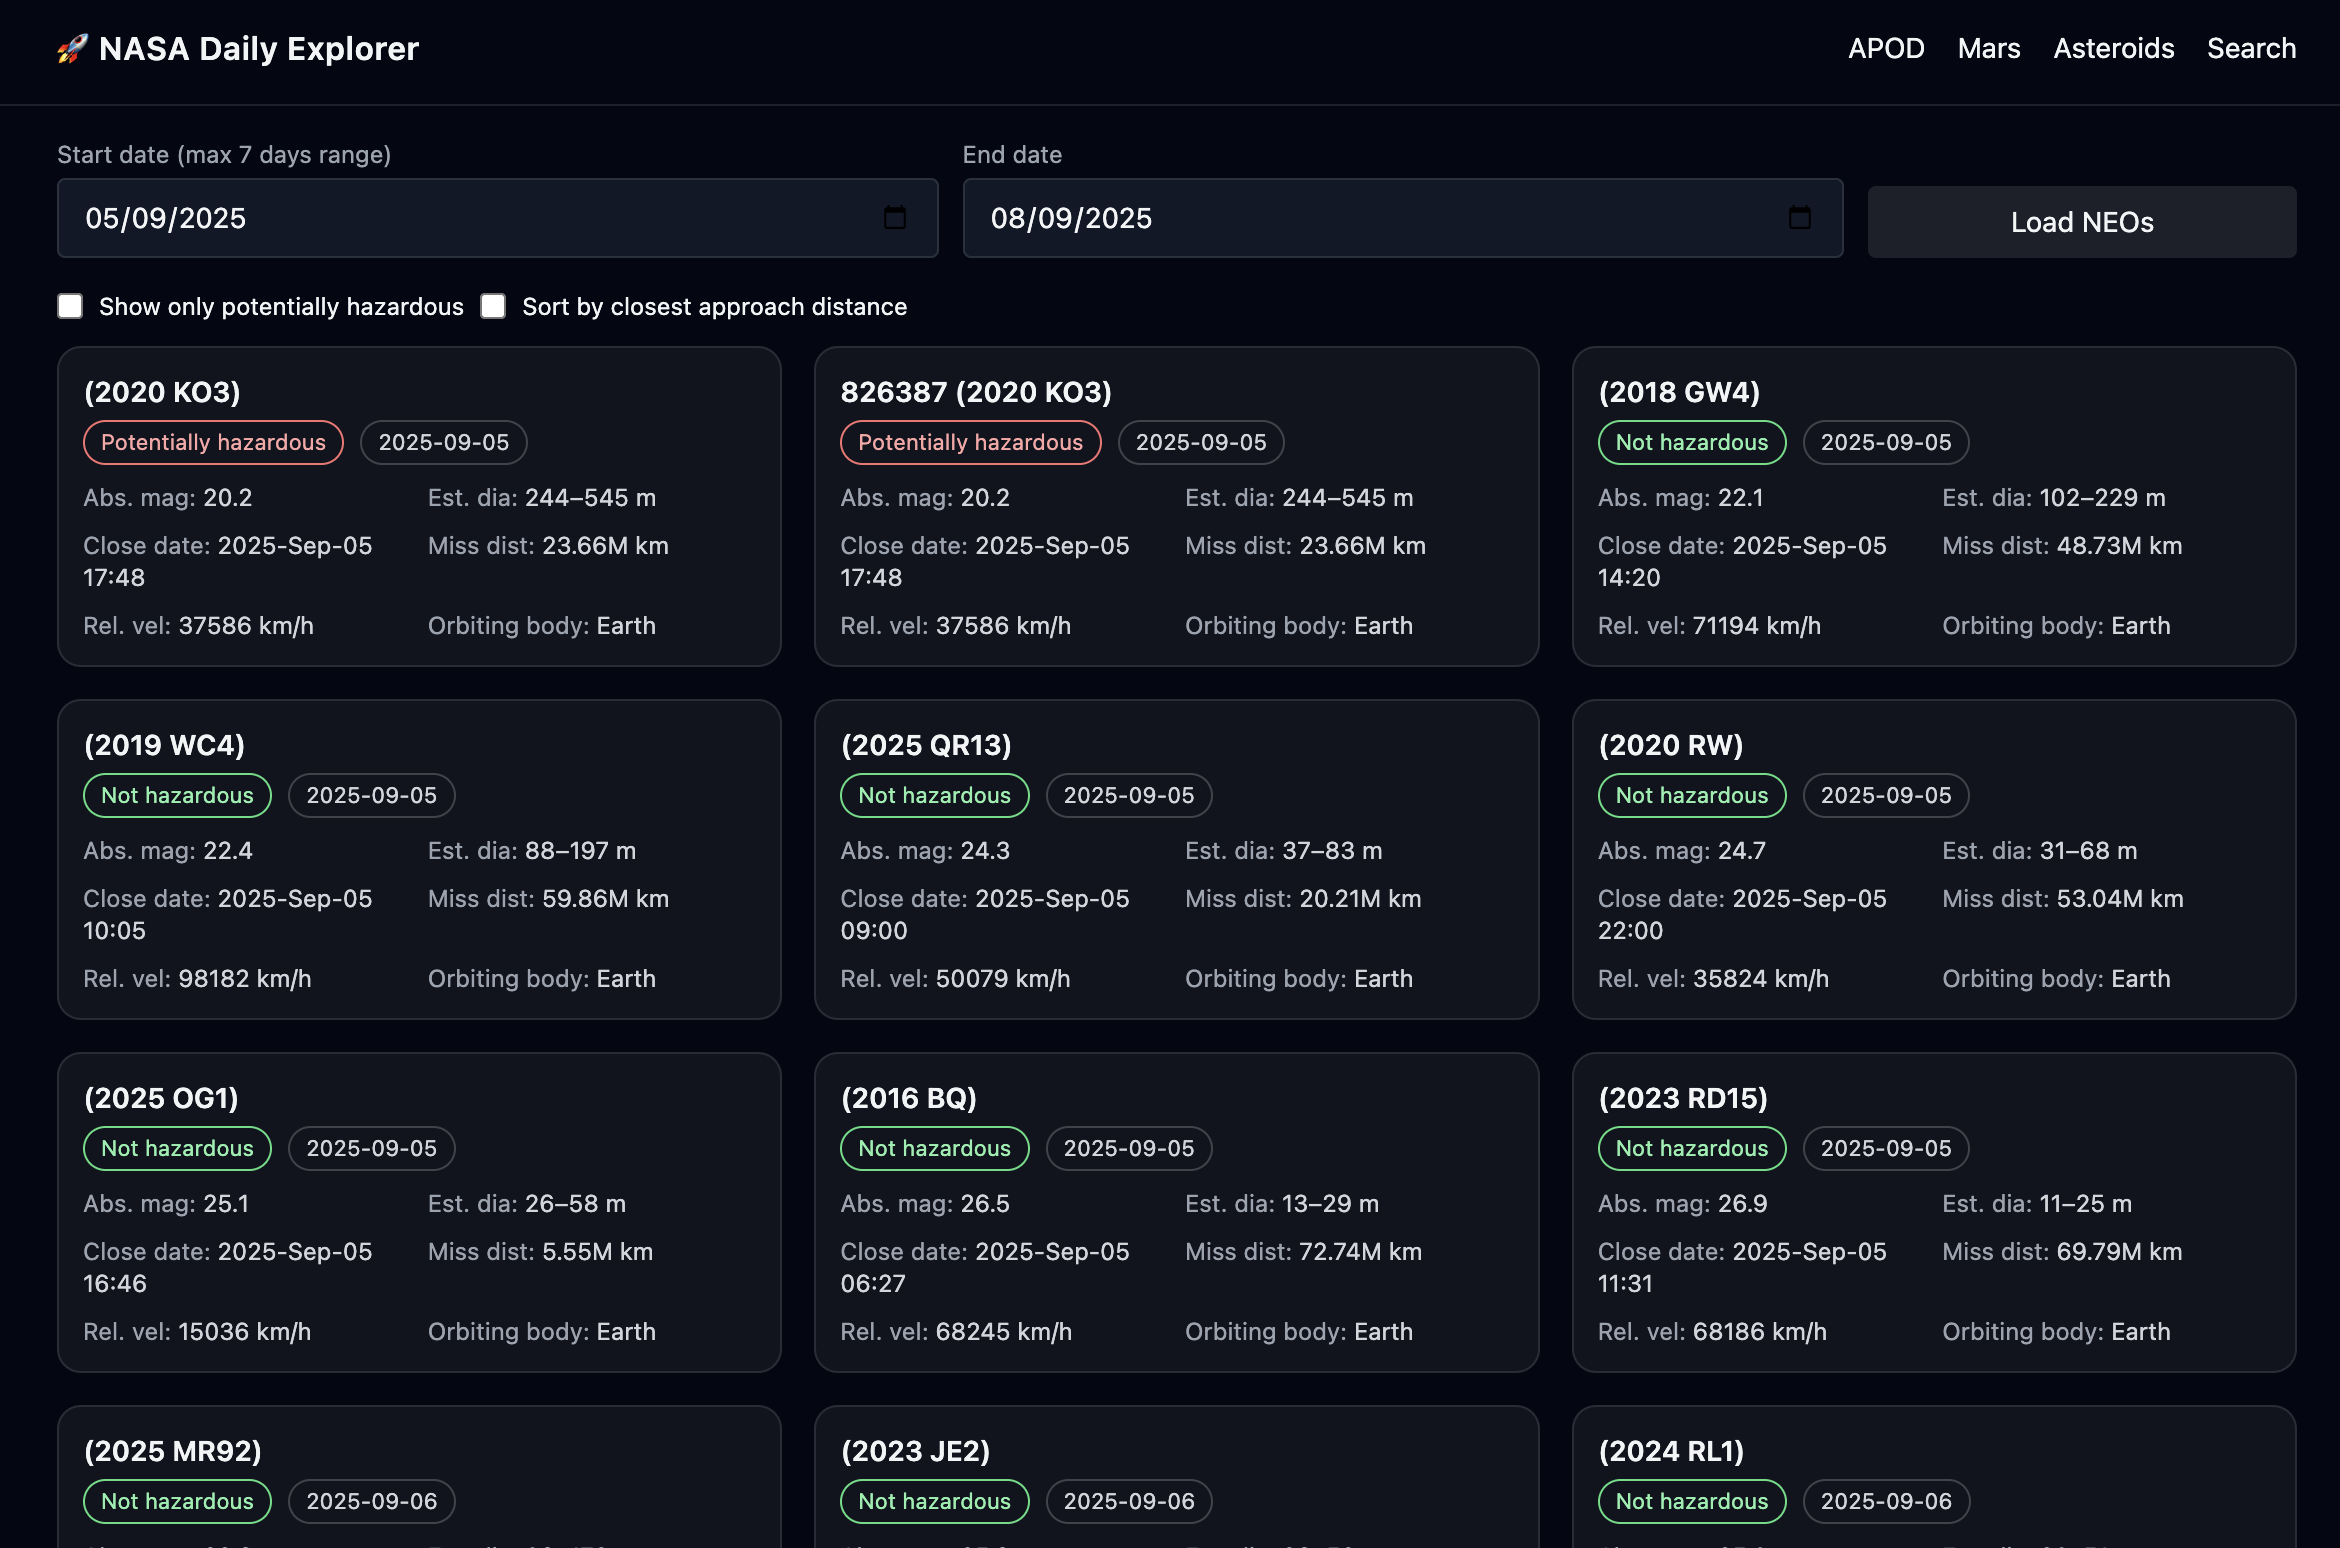 🚀 NASA Daily Explorer
APOD Mars Asteroids Search
Start date (max 7 days range)
End date
05/09/2025
08/09/2025
Load NEOs
Show only potentially hazardous
Sort by closest approach distance
(2020 KO3)
Potentially hazardous 2025-09-05
Abs. mag: 20.2 Est. dia: 244–545 m
Close date: 2025-Sep-05 Miss dist: 23.66M km
17:48
Rel. vel: 37586 km/h Orbiting body: Earth
826387 (2020 KO3)
Potentially hazardous 2025-09-05
Abs. mag: 20.2 Est. dia: 244–545 m
Close date: 2025-Sep-05 Miss dist: 23.66M km
17:48
Rel. vel: 37586 km/h Orbiting body: Earth
(2018 GW4)
Not hazardous 2025-09-05
Abs. mag: 22.1 Est. dia: 102–229 m
Close date: 2025-Sep-05 Miss dist: 48.73M km
14:20
Rel. vel: 71194 km/h Orbiting body: Earth
(2019 WC4)
Not hazardous 2025-09-05
Abs. mag: 22.4 Est. dia: 88–197 m
Close date: 2025-Sep-05 Miss dist: 59.86M km
10:05
Rel. vel: 98182 km/h Orbiting body: Earth
(2025 QR13)
Not hazardous 2025-09-05
Abs. mag: 24.3 Est. dia: 37–83 m
Close date: 2025-Sep-05 Miss dist: 20.21M km
09:00
Rel. vel: 50079 km/h Orbiting body: Earth
(2020 RW)
Not hazardous 2025-09-05
Abs. mag: 24.7 Est. dia: 31–68 m
Close date: 2025-Sep-05 Miss dist: 53.04M km
22:00
Rel. vel: 35824 km/h Orbiting body: Earth
(2025 OG1)
Not hazardous 2025-09-05
Abs. mag: 25.1 Est. dia: 26–58 m
Close date: 2025-Sep-05 Miss dist: 5.55M km
16:46
Rel. vel: 15036 km/h Orbiting body: Earth
(2016 BQ)
Not hazardous 2025-09-05
Abs. mag: 26.5 Est. dia: 13–29 m
Close date: 2025-Sep-05 Miss dist: 72.74M km
06:27
Rel. vel: 68245 km/h Orbiting body: Earth
(2023 RD15)
Not hazardous 2025-09-05
Abs. mag: 26.9 Est. dia: 11–25 m
Close date: 2025-Sep-05 Miss dist: 69.79M km
11:31
Rel. vel: 68186 km/h Orbiting body: Earth
(2025 MR92)
Not hazardous 2025-09-06
(2023 JE2)
Not hazardous 2025-09-06
(2024 RL1)
Not hazardous 2025-09-06